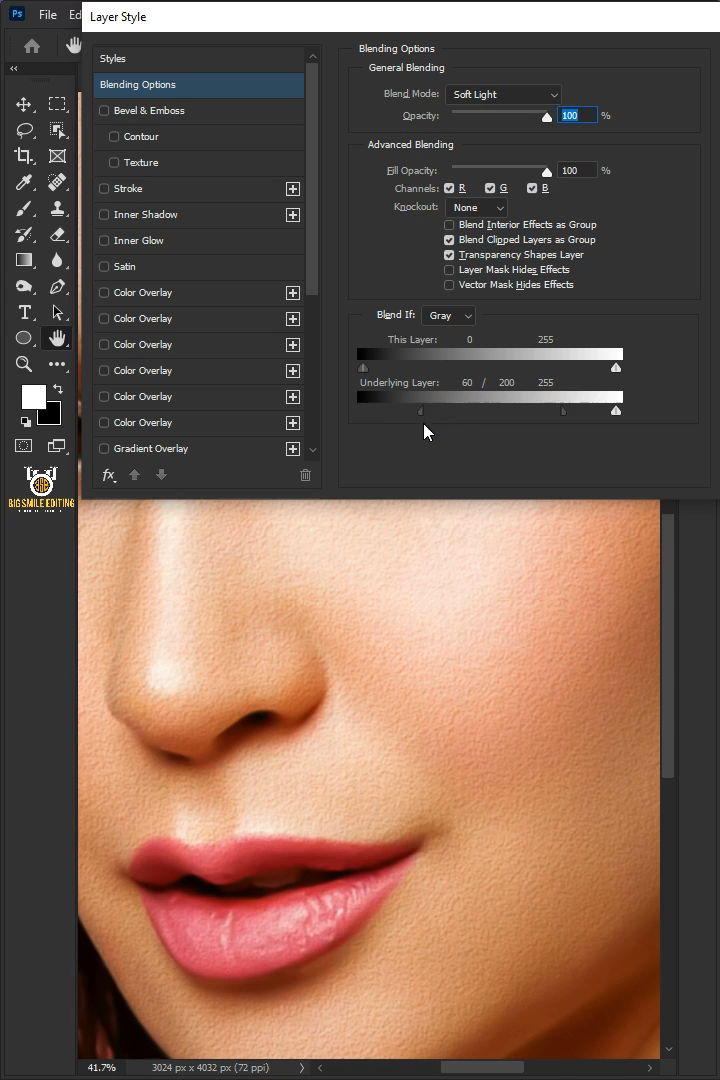 Ps File Ed
Layer Style
Styles
Blending Options
Bevel & Emboss
Contour
Texture
Stroke
Inner Shadow
Inner Glow
Satin
Color Overlay
Color Overlay
Color Overlay
Color Overlay
Color Overlay
Color Overlay
Gradient Overlay
fx
Blending Options
General Blending
Blend Mode: Soft Light
Opacity: 100 %
Advanced Blending
Fill Opacity: 100 %
Channels: R G B
Knockout: None
Blend Interior Effects as Group
Blend Clipped Layers as Group
Transparency Shapes Layer
Layer Mask Hides Effects
Vector Mask Hides Effects
Blend If: Gray
This Layer: 0 255
Underlying Layer: 60 / 200 255
BIG SMILE EDITING
41.7% 3024 px x 4032 px (72 ppi)